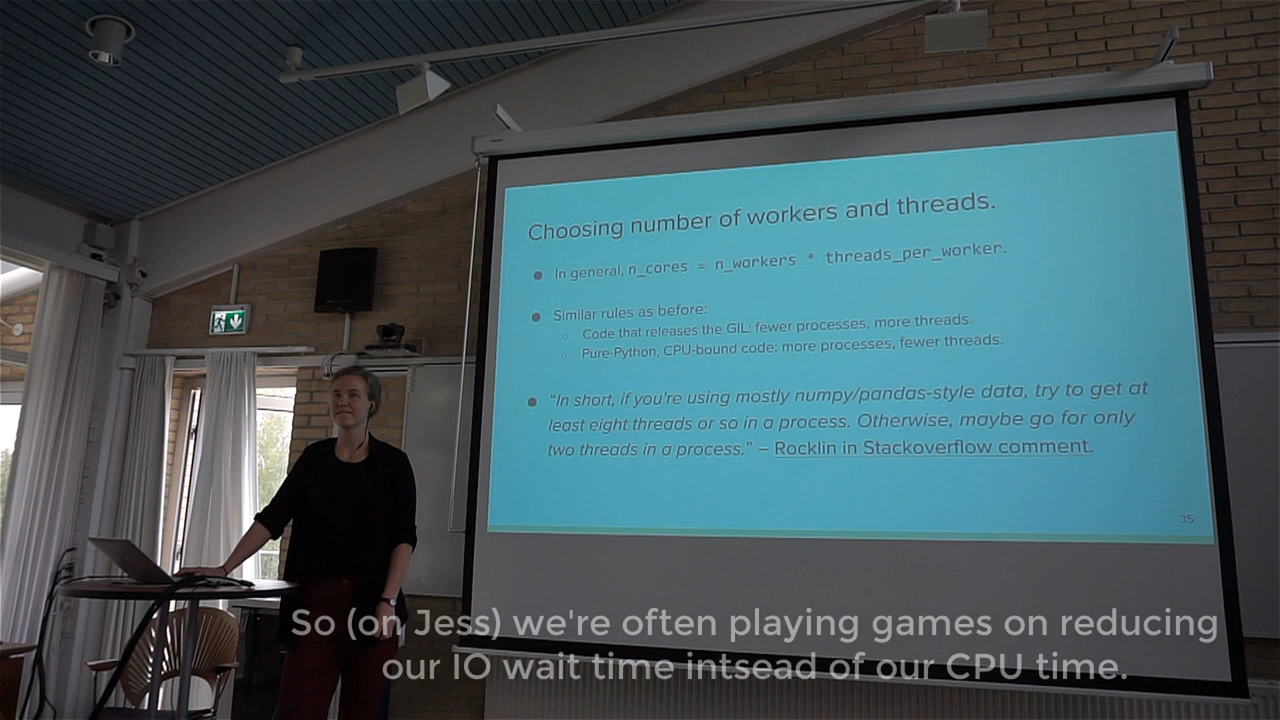 Choosing number of workers and threads.
In general, n_cores = n_workers * threads_per_worker.
Similar rules as before:
Code that releases the GIL: fewer processes, more threads.
Pure-Python, CPU-bound code: more processes, fewer threads.
"In short, if you're using mostly numpy/pandas-style data, try to get at
least eight threads or so in a process. Otherwise, maybe go for only
two threads in a process." – Rocklin in Stackoverflow comment.
35
So (on Jess) we're often playing games on reducing
our IO wait time intsead of our CPU time.